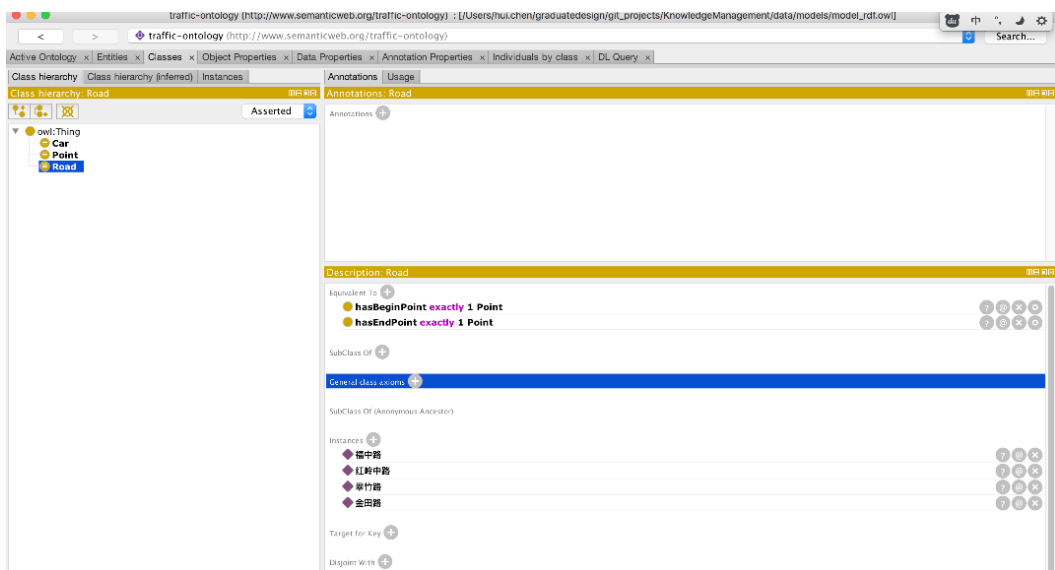 traffic-ontology (http://www.semanticweb.org/traffic-ontology) : [/Users/hui.chen/graduatedesign/git_projects/KnowledgeManagement/data/models/model_rdf.owl]
中
< > traffic-ontology (http://www.semanticweb.org/traffic-ontology) Search...
Active Ontology × Entities × Classes × Object Properties × Data Properties × Annotation Properties × Individuals by class × DL Query ×
Class hierarchy Class hierarchy (inferred) Instances
Annotations Usage
Class hierarchy: Road
Annotations: Road
Asserted
Annotations
owl:Thing
Car
Point
Road
Description: Road
Equivalent To
hasBeginPoint exactly 1 Point
hasEndPoint exactly 1 Point
SubClass Of
General class axioms
SubClass Of (Anonymous Ancestor)
Instances
福中路
红岭中路
翠竹路
金田路
Target for Key
Disjoint With